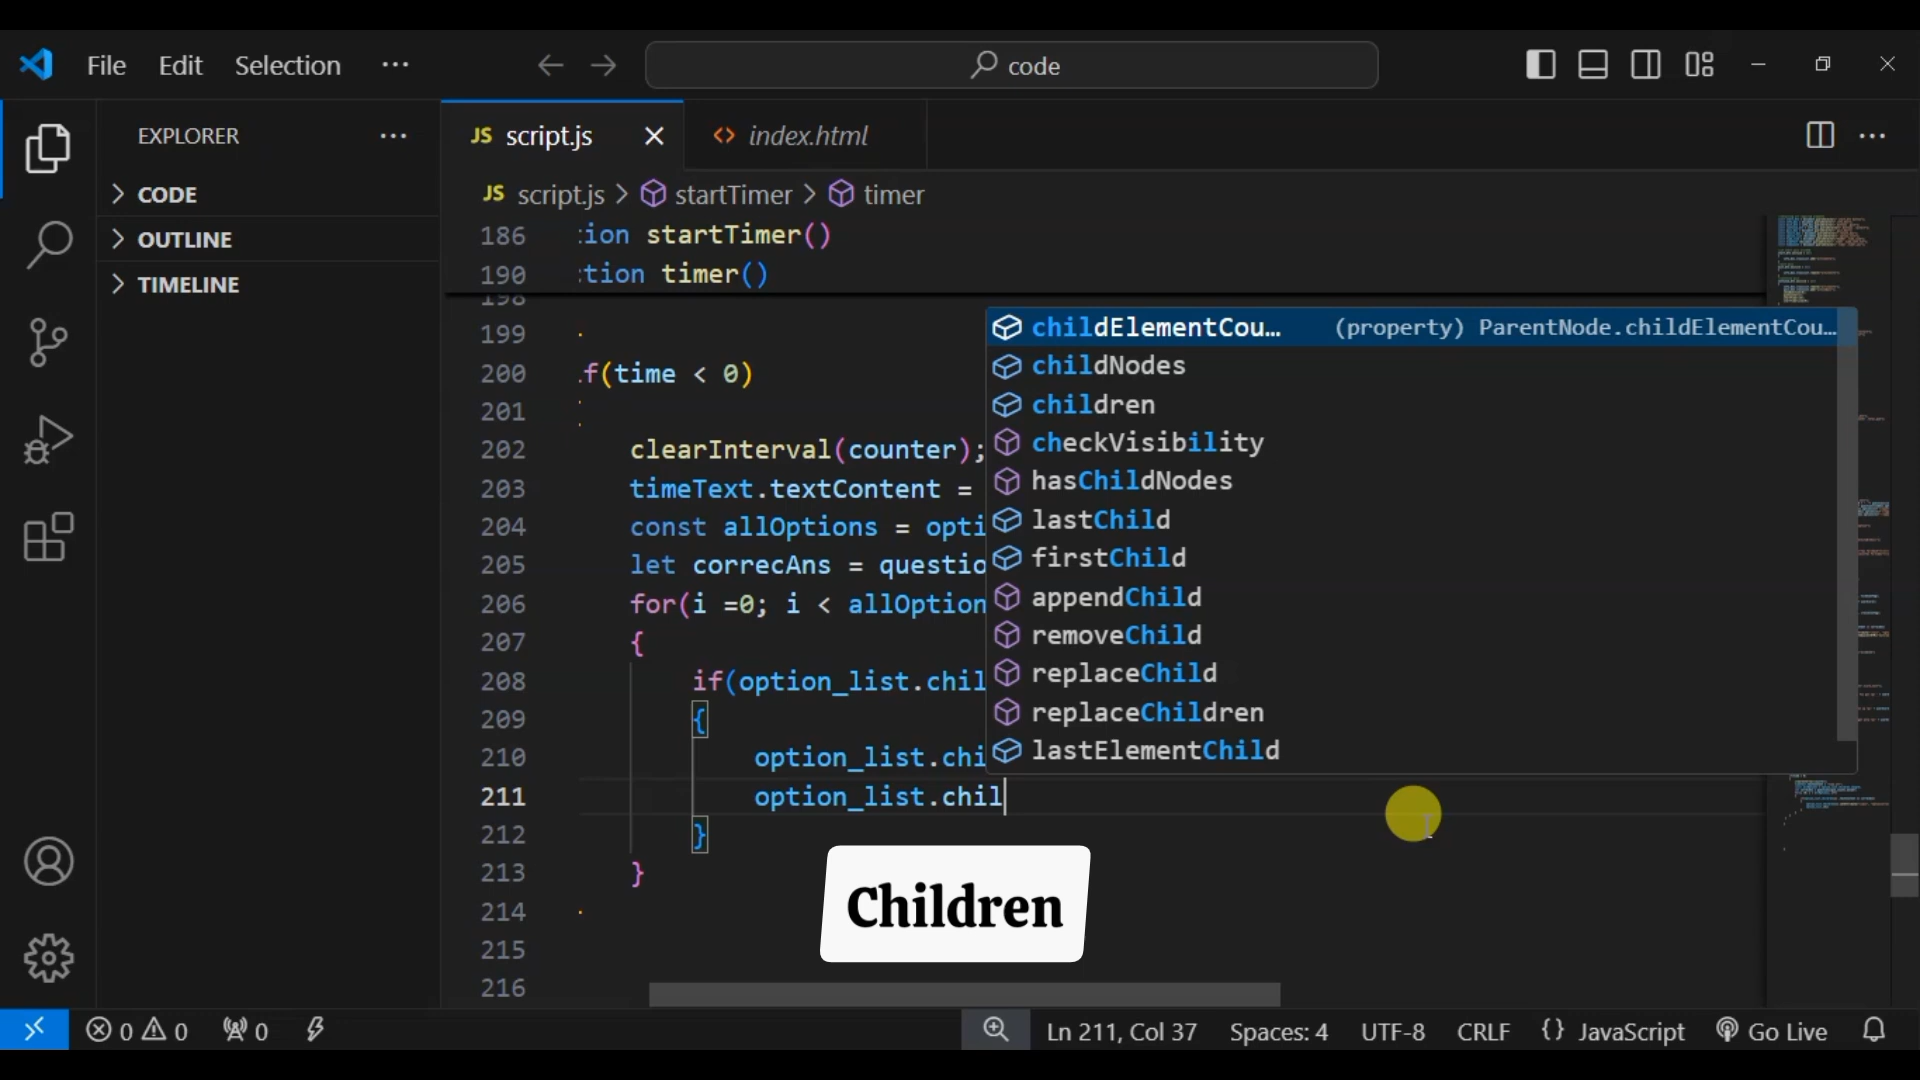 File Edit Selection ··· code
EXPLORER ···
CODE
OUTLINE
TIMELINE
JS script.js
index.html
JS script.js > startTimer > timer
186 ion startTimer()
190 tion timer()
198
199
200 f(time < 0)
201
202 clearInterval(counter);
203 timeText.textContent =
204 const allOptions = opti
205 let correcAns = questio
206 for(i =0; i < allOption
207 {
208 if(option_list.chil
209 {
210 option_list.chi
211 option_list.chil
212 }
213 }
214
215
216
childElementCou... (property) ParentNode.childElementCou...
childNodes
children
checkVisibility
hasChildNodes
lastChild
firstChild
appendChild
removeChild
replaceChild
replaceChildren
lastElementChild
Children
0 0 0 Ln 211, Col 37 Spaces: 4 UTF-8 CRLF {} JavaScript Go Live